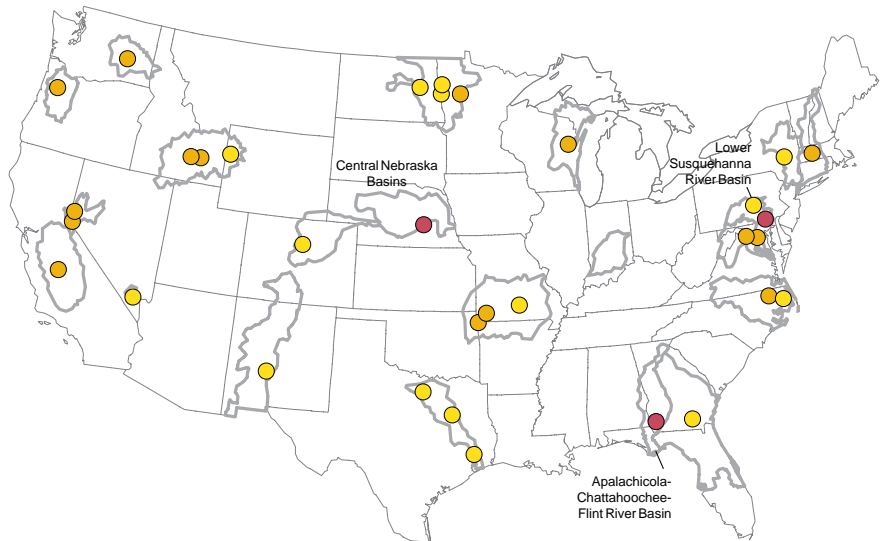 Central Nebraska
Basins
Lower
Susquehanna
River Basin
Apalachicola-
Chattahoochee-
Flint River Basin